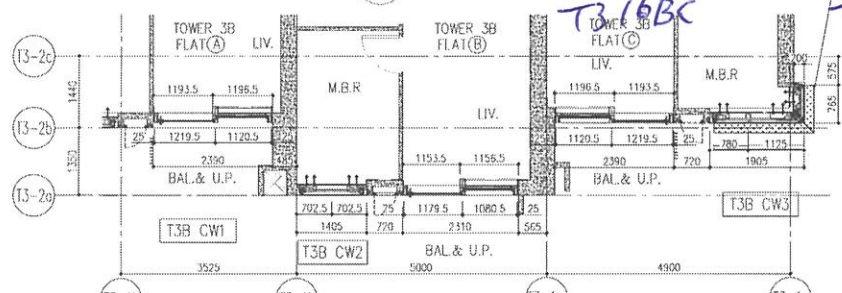 T3 16BC
TOWER 3B
FLAT A
LIV.
TOWER 3B
FLAT B
TOWER 3B
FLAT C
LIV.
T3-2c
200
575
1193.5
1196.5
M.B.R
1196.5
1193.5
M.B.R
1440
LIV.
765
T3-2b
25
1219.5
1120.5
25
1120.5
1219.5
25
780
1125
2390
485
1153.5
1156.5
2390
720
1905
1350
BAL.& U.P.
BAL.& U.P.
T3-2a
702.5
702.5
25
1179.5
1080.5
25
T3B CW3
T3B CW1
1405
720
2310
565
T3B CW2
BAL.& U.P.
3525
5000
4900